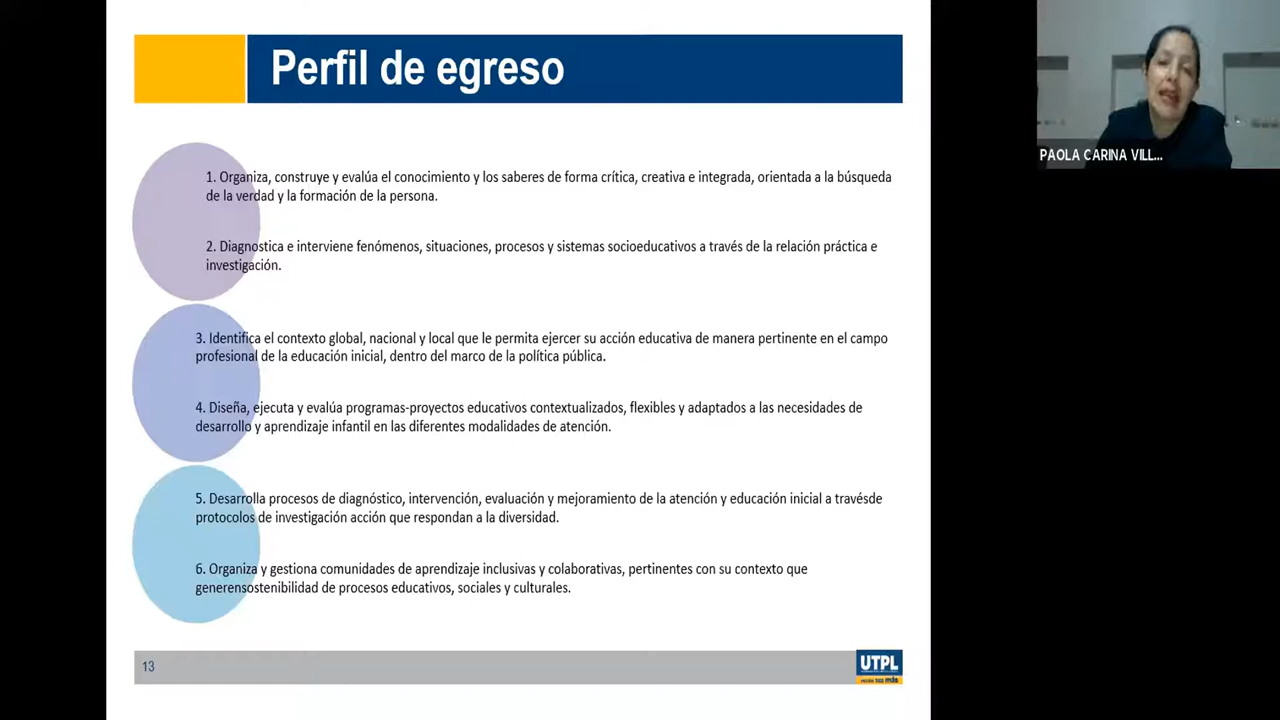 Perfil de egreso
1. Organiza, construye y evalúa el conocimiento y los saberes de forma crítica, creativa e integrada, orientada a la búsqueda
de la verdad y la formación de la persona.
2. Diagnostica e interviene fenómenos, situaciones, procesos y sistemas socioeducativos a través de la relación práctica e
investigación.
3. Identifica el contexto global, nacional y local que le permita ejercer su acción educativa de manera pertinente en el campo
profesional de la educación inicial, dentro del marco de la política pública.
4. Diseña, ejecuta y evalúa programas-proyectos educativos contextualizados, flexibles y adaptados a las necesidades de
desarrollo y aprendizaje infantil en las diferentes modalidades de atención.
5. Desarrolla procesos de diagnóstico, intervención, evaluación y mejoramiento de la atención y educación inicial a travésde
protocolos de investigación acción que respondan a la diversidad.
6. Organiza y gestiona comunidades de aprendizaje inclusivas y colaborativas, pertinentes con su contexto que
generensostenibilidad de procesos educativos, sociales y culturales.
13
UTPL
PAOLA CARINA VILL...